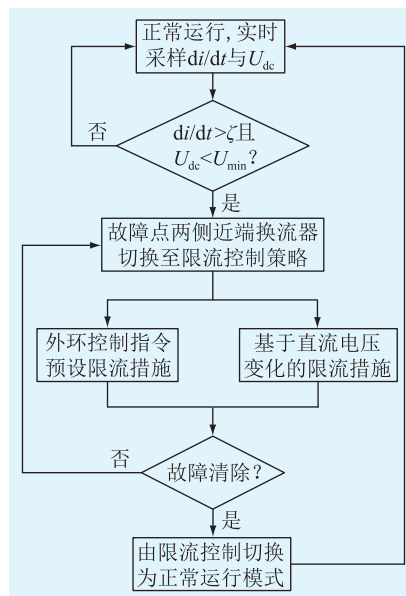 正常运行,实时
采样di/dt与Udc
否
di/dt>ζ且
Udc<Umin?
是
故障点两侧近端换流器
切换至限流控制策略
外环控制指令
预设限流措施
基于直流电压
变化的限流措施
否
故障清除?
是
由限流控制切换
为正常运行模式